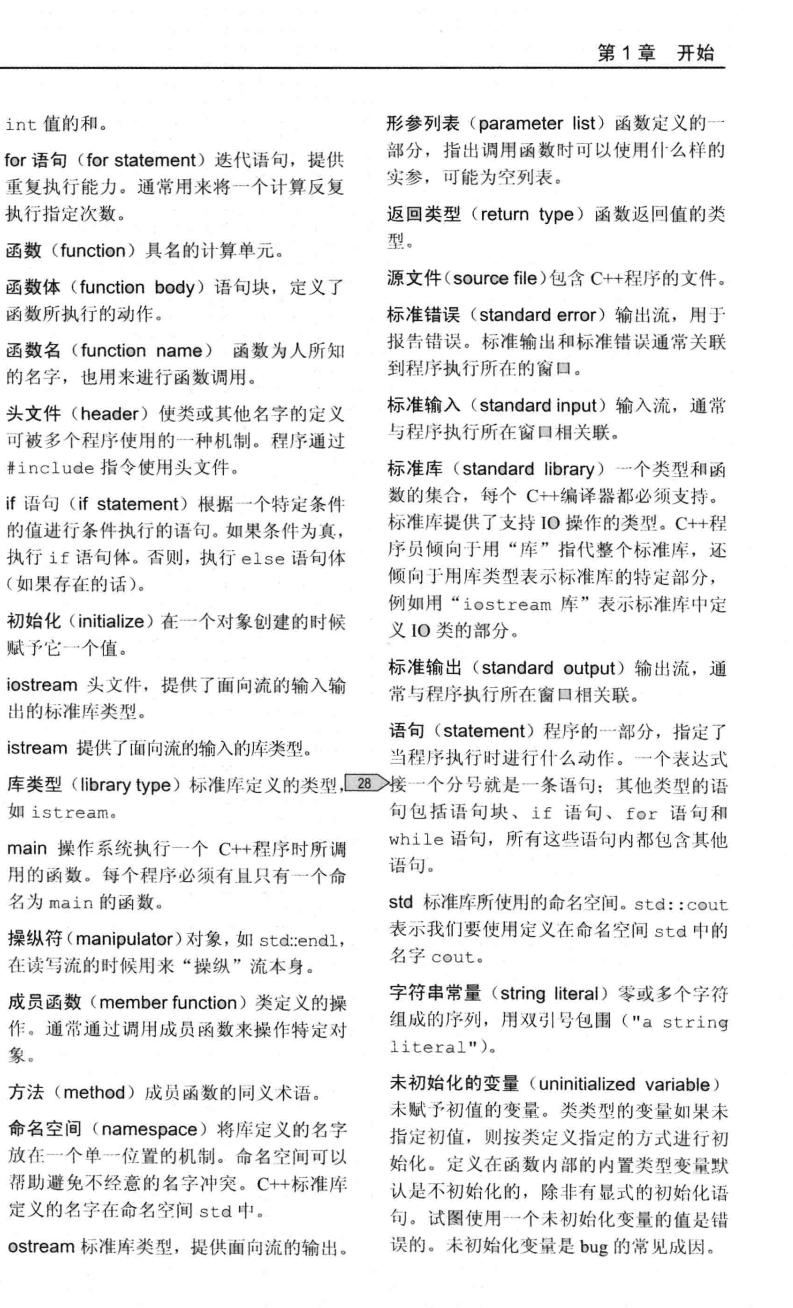 第 1 章 开始
int 值的和。
for 语句（for statement）迭代语句，提供
重复执行能力。通常用来将一个计算反复
执行指定次数。
函数（function）具名的计算单元。
函数体（function body）语句块，定义了
函数所执行的动作。
函数名（function name） 函数为人所知
的名字，也用来进行函数调用。
头文件（header）使类或其他名字的定义
可被多个程序使用的一种机制。程序通过
#include 指令使用头文件。
if 语句（if statement）根据一个特定条件
的值进行条件执行的语句。如果条件为真，
执行 if 语句体。否则，执行 else 语句体
（如果存在的话）。
初始化（initialize）在一个对象创建的时候
赋予它一个值。
iostream 头文件，提供了面向流的输入输
出的标准库类型。
istream 提供了面向流的输入的库类型。
库类型（library type）标准库定义的类型，
如 istream。
main 操作系统执行一个 C++程序时所调
用的函数。每个程序必须有且只有一个命
名为 main 的函数。
操纵符（manipulator）对象，如 std::endl，
在读写流的时候用来“操纵”流本身。
成员函数（member function）类定义的操
作。通常通过调用成员函数来操作特定对
象。
方法（method）成员函数的同义术语。
命名空间（namespace）将库定义的名字
放在一个单一位置的机制。命名空间可以
帮助避免不经意的名字冲突。C++标准库
定义的名字在命名空间 std 中。
ostream 标准库类型，提供面向流的输出。
形参列表（parameter list）函数定义的一
部分，指出调用函数时可以使用什么样的
实参，可能为空列表。
返回类型（return type）函数返回值的类
型。
源文件（source file）包含 C++程序的文件。
标准错误（standard error）输出流，用于
报告错误。标准输出和标准错误通常关联
到程序执行所在的窗口。
标准输入（standard input）输入流，通常
与程序执行所在窗口相关联。
标准库（standard library）一个类型和函
数的集合，每个 C++编译器都必须支持。
标准库提供了支持 IO 操作的类型。C++程
序员倾向于用“库”指代整个标准库，还
倾向于用库类型表示标准库的特定部分，
例如用“iostream 库”表示标准库中定
义 IO 类的部分。
标准输出（standard output）输出流，通
常与程序执行所在窗口相关联。
语句（statement）程序的一部分，指定了
当程序执行时进行什么动作。一个表达式
28
接一个分号就是一条语句；其他类型的语
句包括语句块、if 语句、for 语句和
while 语句，所有这些语句内都包含其他
语句。
std 标准库所使用的命名空间。std::cout
表示我们要使用定义在命名空间 std 中的
名字 cout。
字符串常量（string literal）零或多个字符
组成的序列，用双引号包围（"a string
literal"）。
未初始化的变量（uninitialized variable）
未赋予初值的变量。类类型的变量如果未
指定初值，则按类定义指定的方式进行初
始化。定义在函数内部的内置类型变量默
认是不初始化的，除非有显式的初始化语
句。试图使用一个未初始化变量的值是错
误的。未初始化变量是 bug 的常见成因。